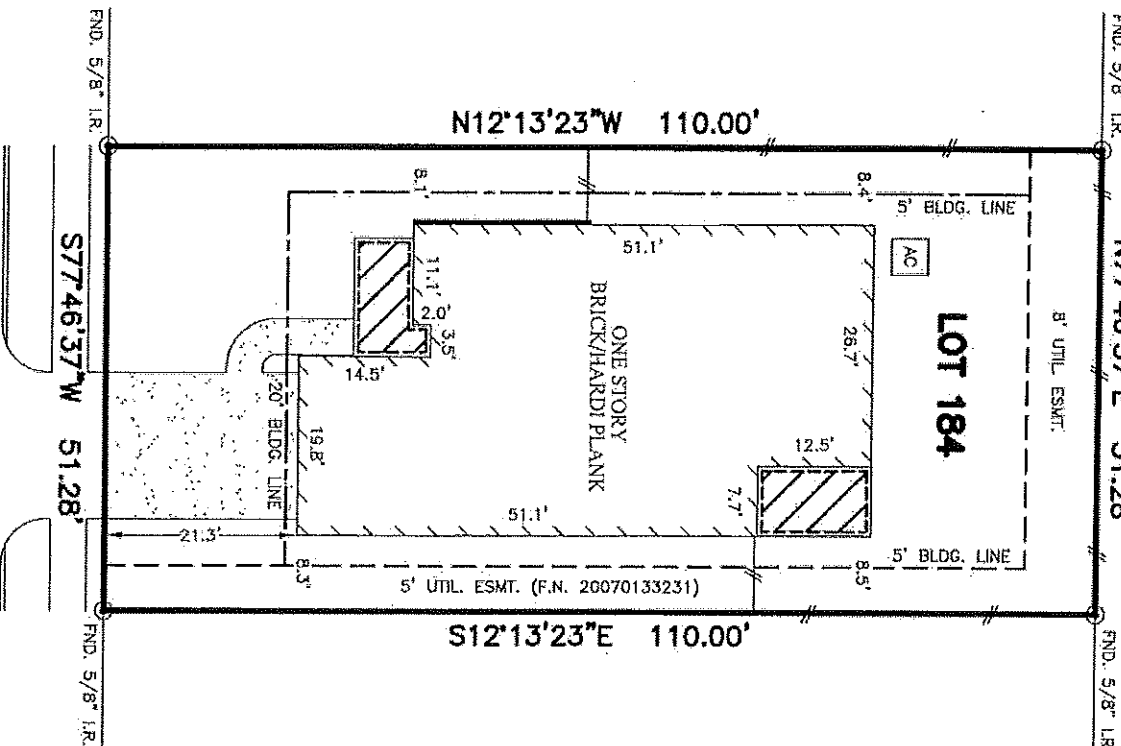 FND. 5/8" I.R.
FND. 5/8" I.R.
N12°13'23"W 110.00'
8.1'
8.4'
5' BLDG. LINE
51.1'
AC
8' UTIL. ESMT.
LOT 184
11.1'
2.0'
3.5'
14.5'
ONE STORY
BRICK/HARDI PLANK
26.7'
12.5'
7.7'
S77°46'37"W 51.28'
20' BLDG. LINE
19.8'
51.1'
21.3'
8.3'
8.5'
5' BLDG. LINE
5' UTIL. ESMT. (F.N. 20070133231)
S12°13'23"E 110.00'
FND. 5/8" I.R.
FND. 5/8" I.R.